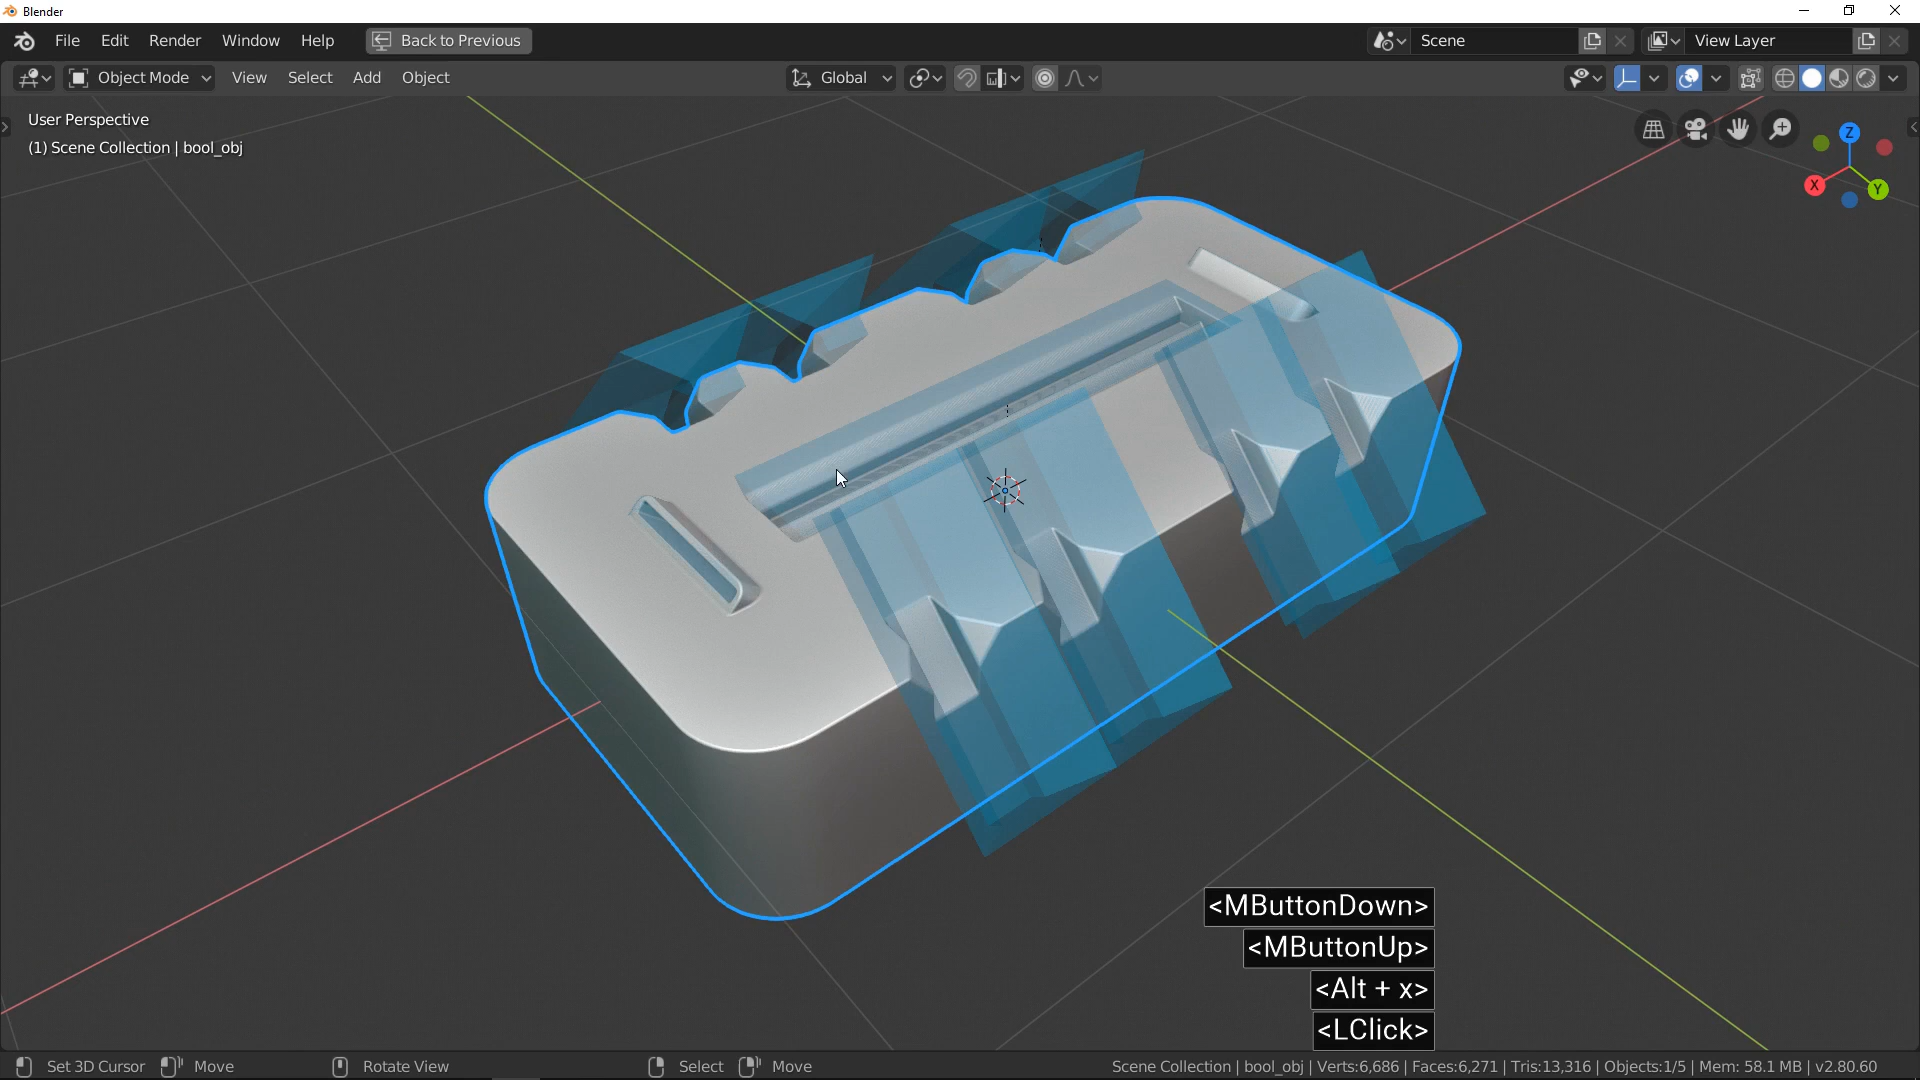 Blender
File Edit Render Window Help Back to Previous Scene View Layer
Object Mode View Select Add Object Global
User Perspective
(1) Scene Collection | bool_obj
Z
X
Y
<MButtonDown>
<MButtonUp>
<Alt + x>
<LClick>
Set 3D Cursor Move Rotate View Select Move Scene Collection | bool_obj | Verts:6,686 | Faces:6,271 | Tris:13,316 | Objects:1/5 | Mem: 58.1 MB | v2.80.60